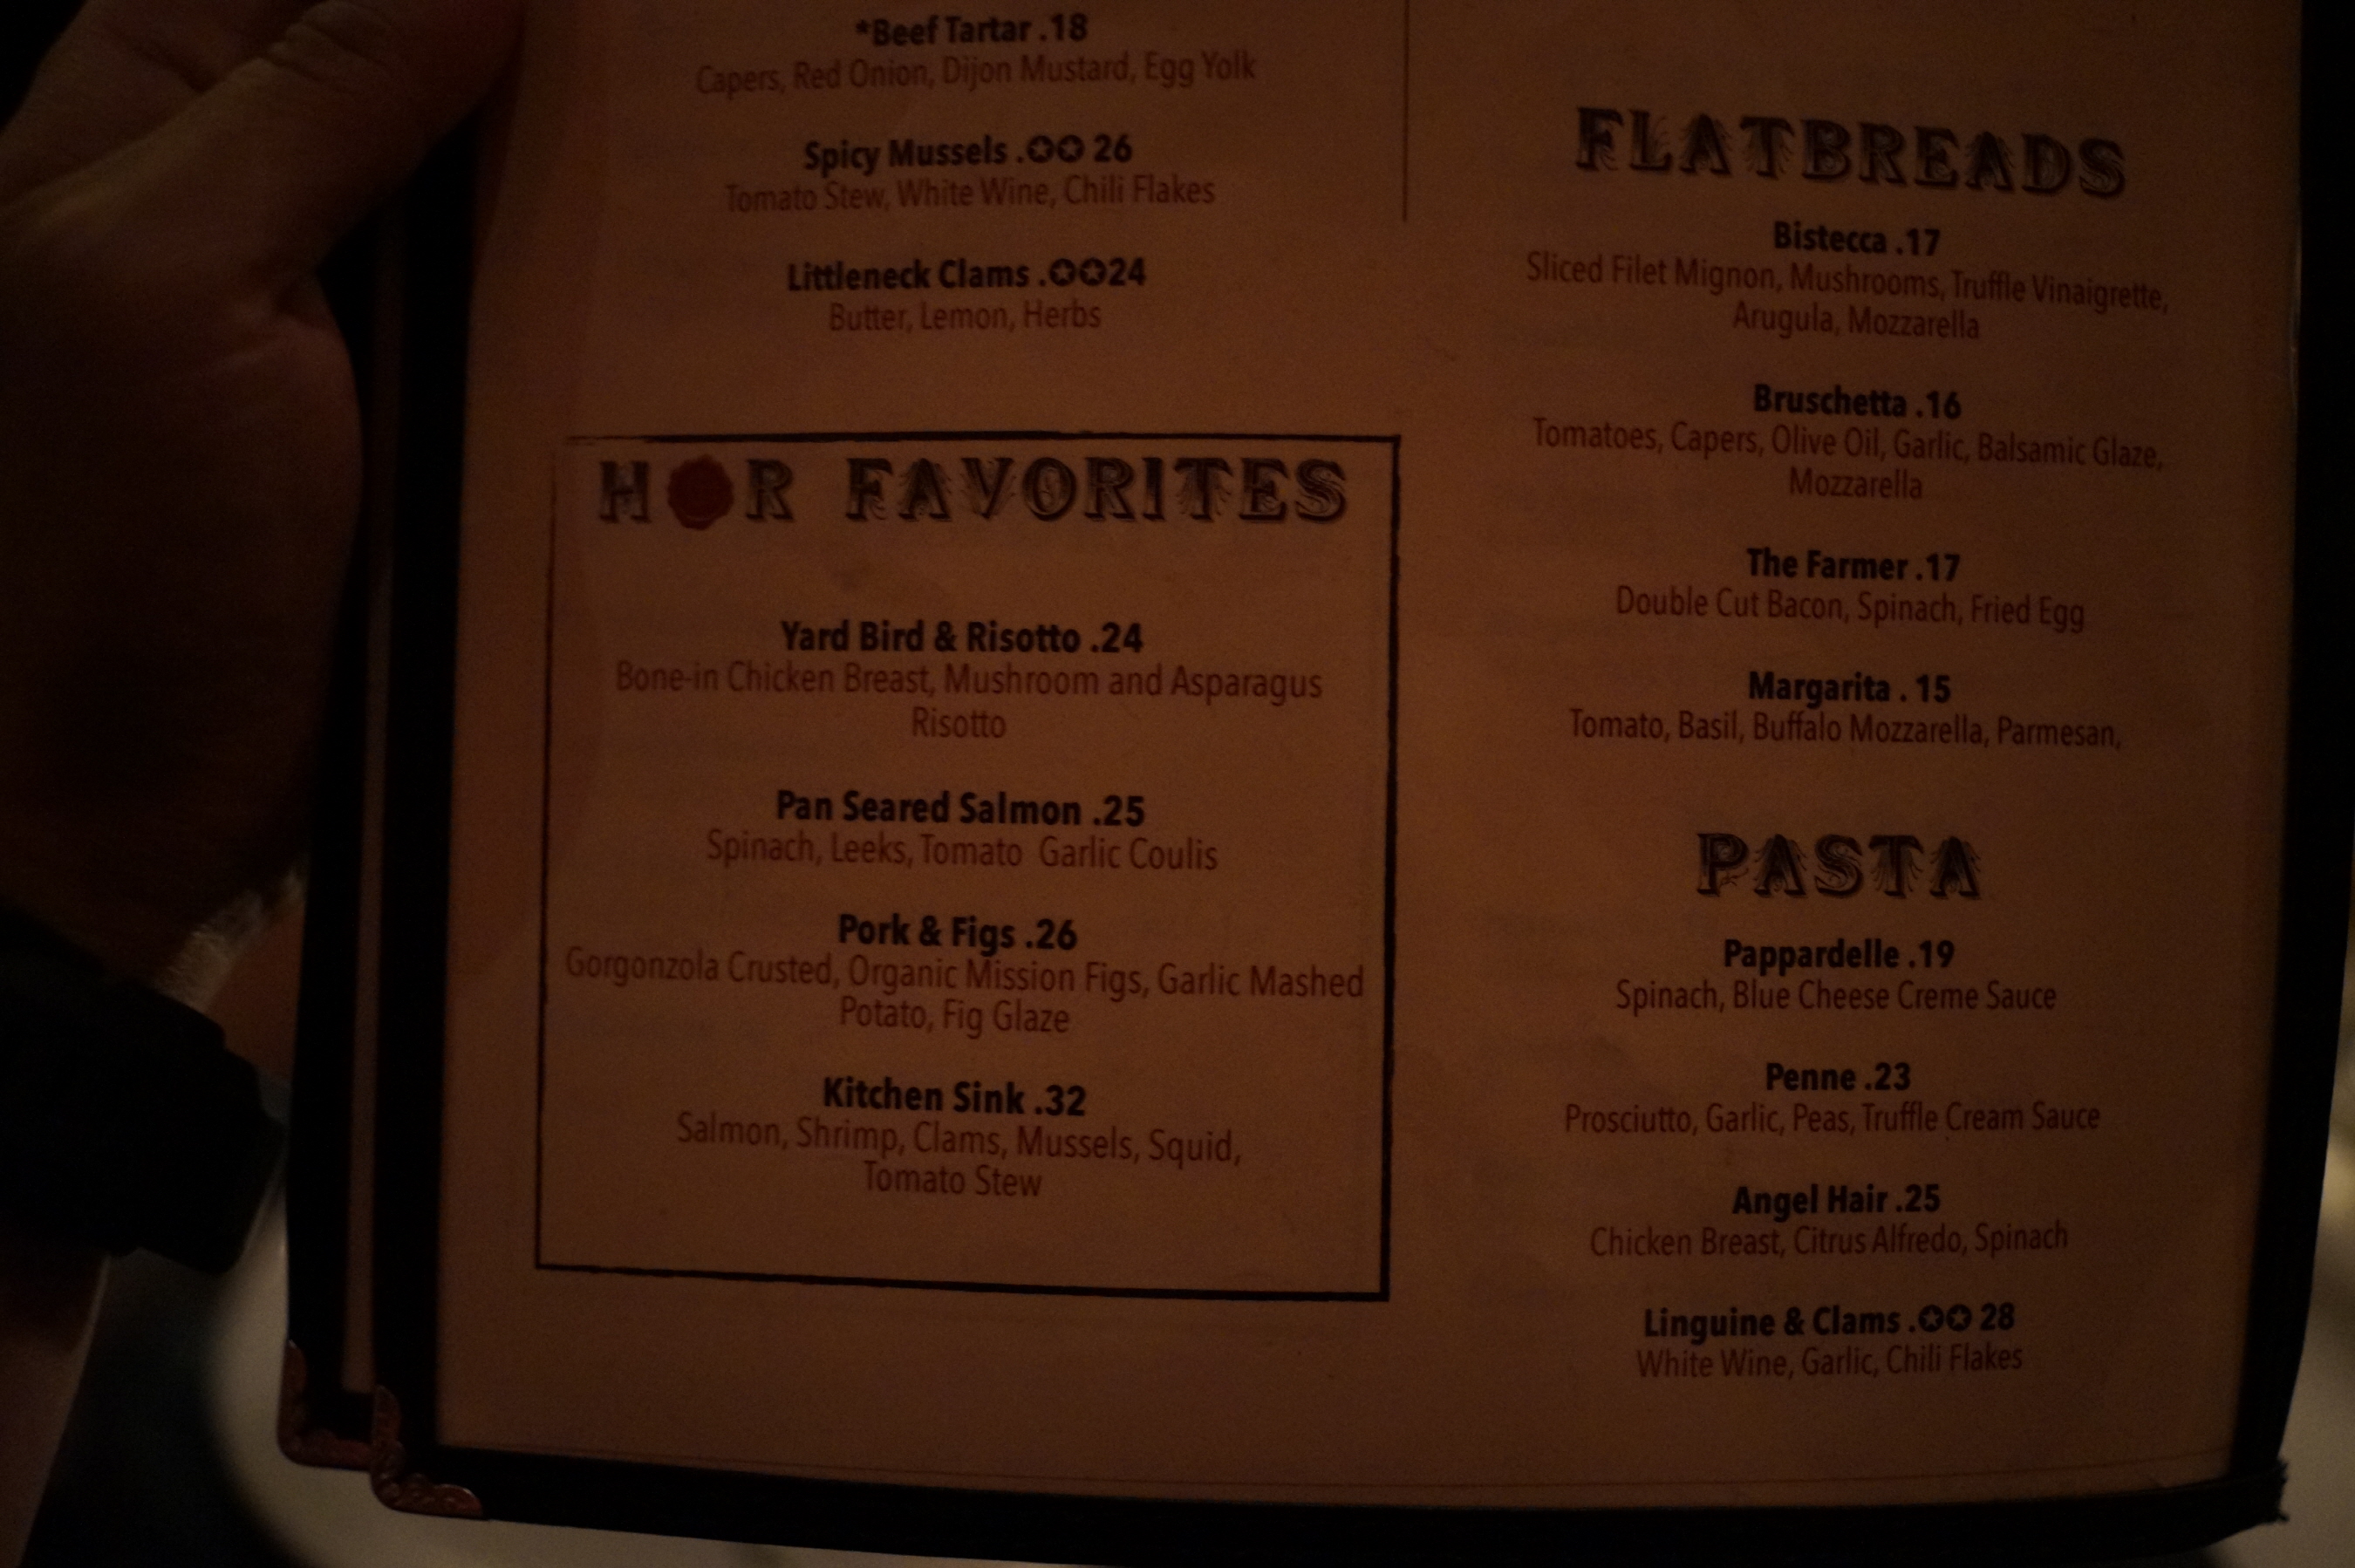 *Beef Tartar .18
Capers, Red Onion, Dijon Mustard, Egg Yolk
Spicy Mussels .✪✪ 26
Tomato Stew, White Wine, Chili Flakes
Littleneck Clams .✪✪24
Butter, Lemon, Herbs
H R FAVORITES
Yard Bird & Risotto .24
Bone-in Chicken Breast, Mushroom and Asparagus
Risotto
Pan Seared Salmon .25
Spinach, Leeks, Tomato Garlic Coulis
Pork & Figs .26
Gorgonzola Crusted, Organic Mission Figs, Garlic Mashed
Potato, Fig Glaze
Kitchen Sink .32
Salmon, Shrimp, Clams, Mussels, Squid,
Tomato Stew
FLATBREADS
Bistecca .17
Sliced Filet Mignon, Mushrooms, Truffle Vinaigrette,
Arugula, Mozzarella
Bruschetta .16
Tomatoes, Capers, Olive Oil, Garlic, Balsamic Glaze,
Mozzarella
The Farmer .17
Double Cut Bacon, Spinach, Fried Egg
Margarita . 15
Tomato, Basil, Buffalo Mozzarella, Parmesan,
PASTA
Pappardelle .19
Spinach, Blue Cheese Creme Sauce
Penne .23
Prosciutto, Garlic, Peas, Truffle Cream Sauce
Angel Hair .25
Chicken Breast, Citrus Alfredo, Spinach
Linguine & Clams .✪✪ 28
White Wine, Garlic, Chili Flakes